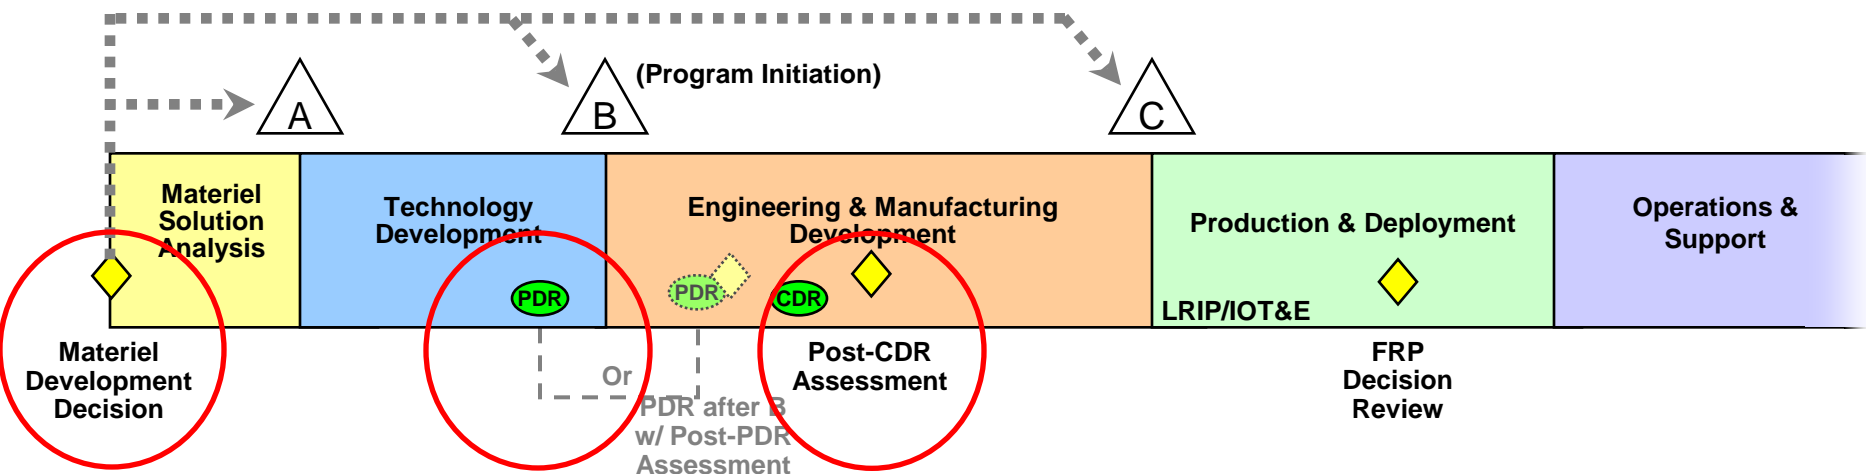 A
B
(Program Initiation)
C
Materiel
Solution
Analysis
Technology
Development
Engineering & Manufacturing
Development
Production & Deployment
Operations &
Support
PDR
PDR
CDR
LRIP/IOT&E
Materiel
Development
Decision
Or
PDR after B
w/ Post-PDR
Assessment
Post-CDR
Assessment
FRP
Decision
Review